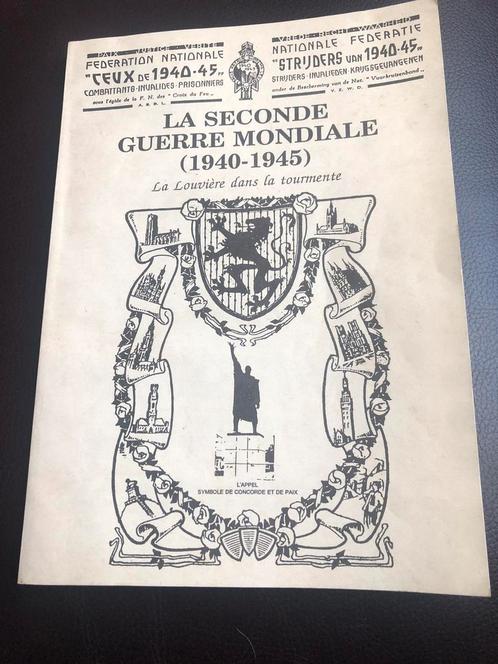 PAIX - JUSTICE - VERITE
FEDERATION NATIONALE
"CEUX DE 1940-45"
COMBATTANTS-INVALIDES-PRISONNIERS
sous l'égide de la F. N. des "Croix du Feu"
A. S. B. L.
VREDE - RECHT - WAARHEID
NATIONALE FEDERATIE
"STRIJDERS VAN 1940-45"
STRIJDERS-INVALIEDEN-KRIJGSGEVANGENEN
onder de Bescherming van de Nat. "Vuurkruisenbond"
V. Z. W. D.
LA SECONDE
GUERRE MONDIALE
(1940-1945)
La Louvière dans la tourmente
L'APPEL
SYMBOLE DE CONCORDE ET DE PAIX